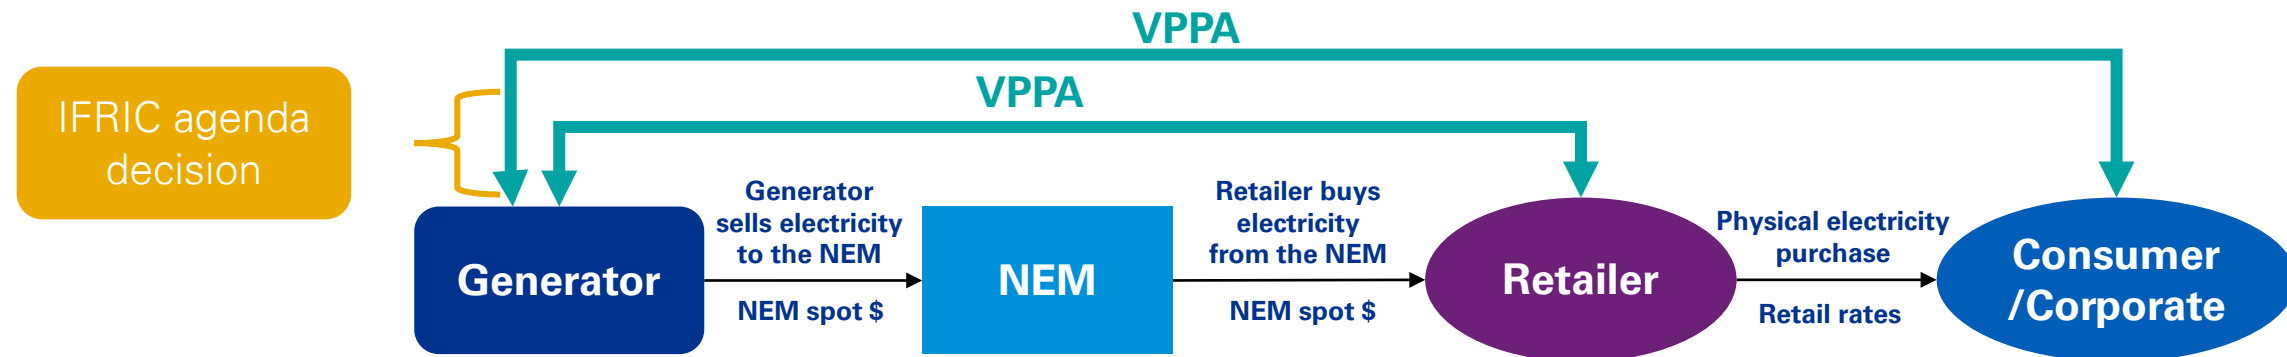 VPPA
VPPA
IFRIC agenda
decision
Generator
sells electricity
to the NEM
Retailer buys
electricity
from the NEM
Physical electricity
purchase
Generator
NEM
Retailer
Consumer
/Corporate
NEM spot $
NEM spot $
Retail rates